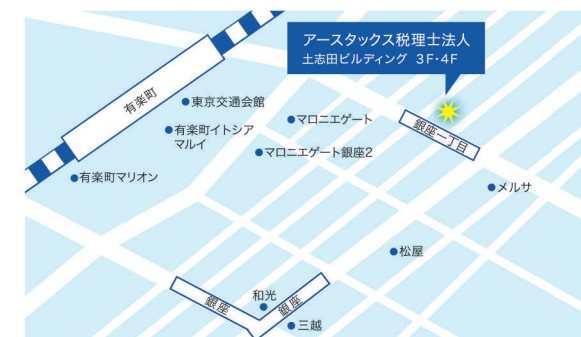 アースタックス税理士法人
土志田ビルディング 3F・4F
有楽町
東京交通会館
マロニエゲート
銀座一丁目
有楽町イトシア
マルイ
マロニエゲート銀座2
有楽町マリオン
メルサ
松屋
銀座
和光
銀座
三越